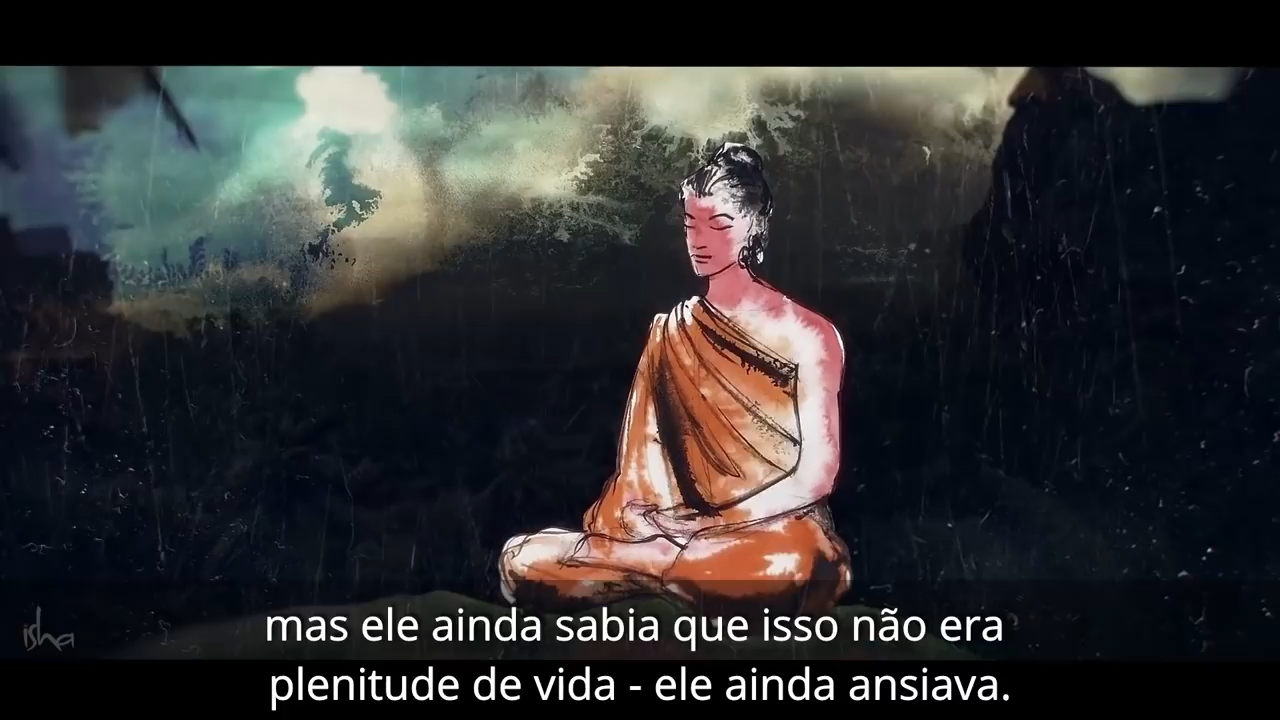 isha
mas ele ainda sabia que isso não era
plenitude de vida - ele ainda ansiava.